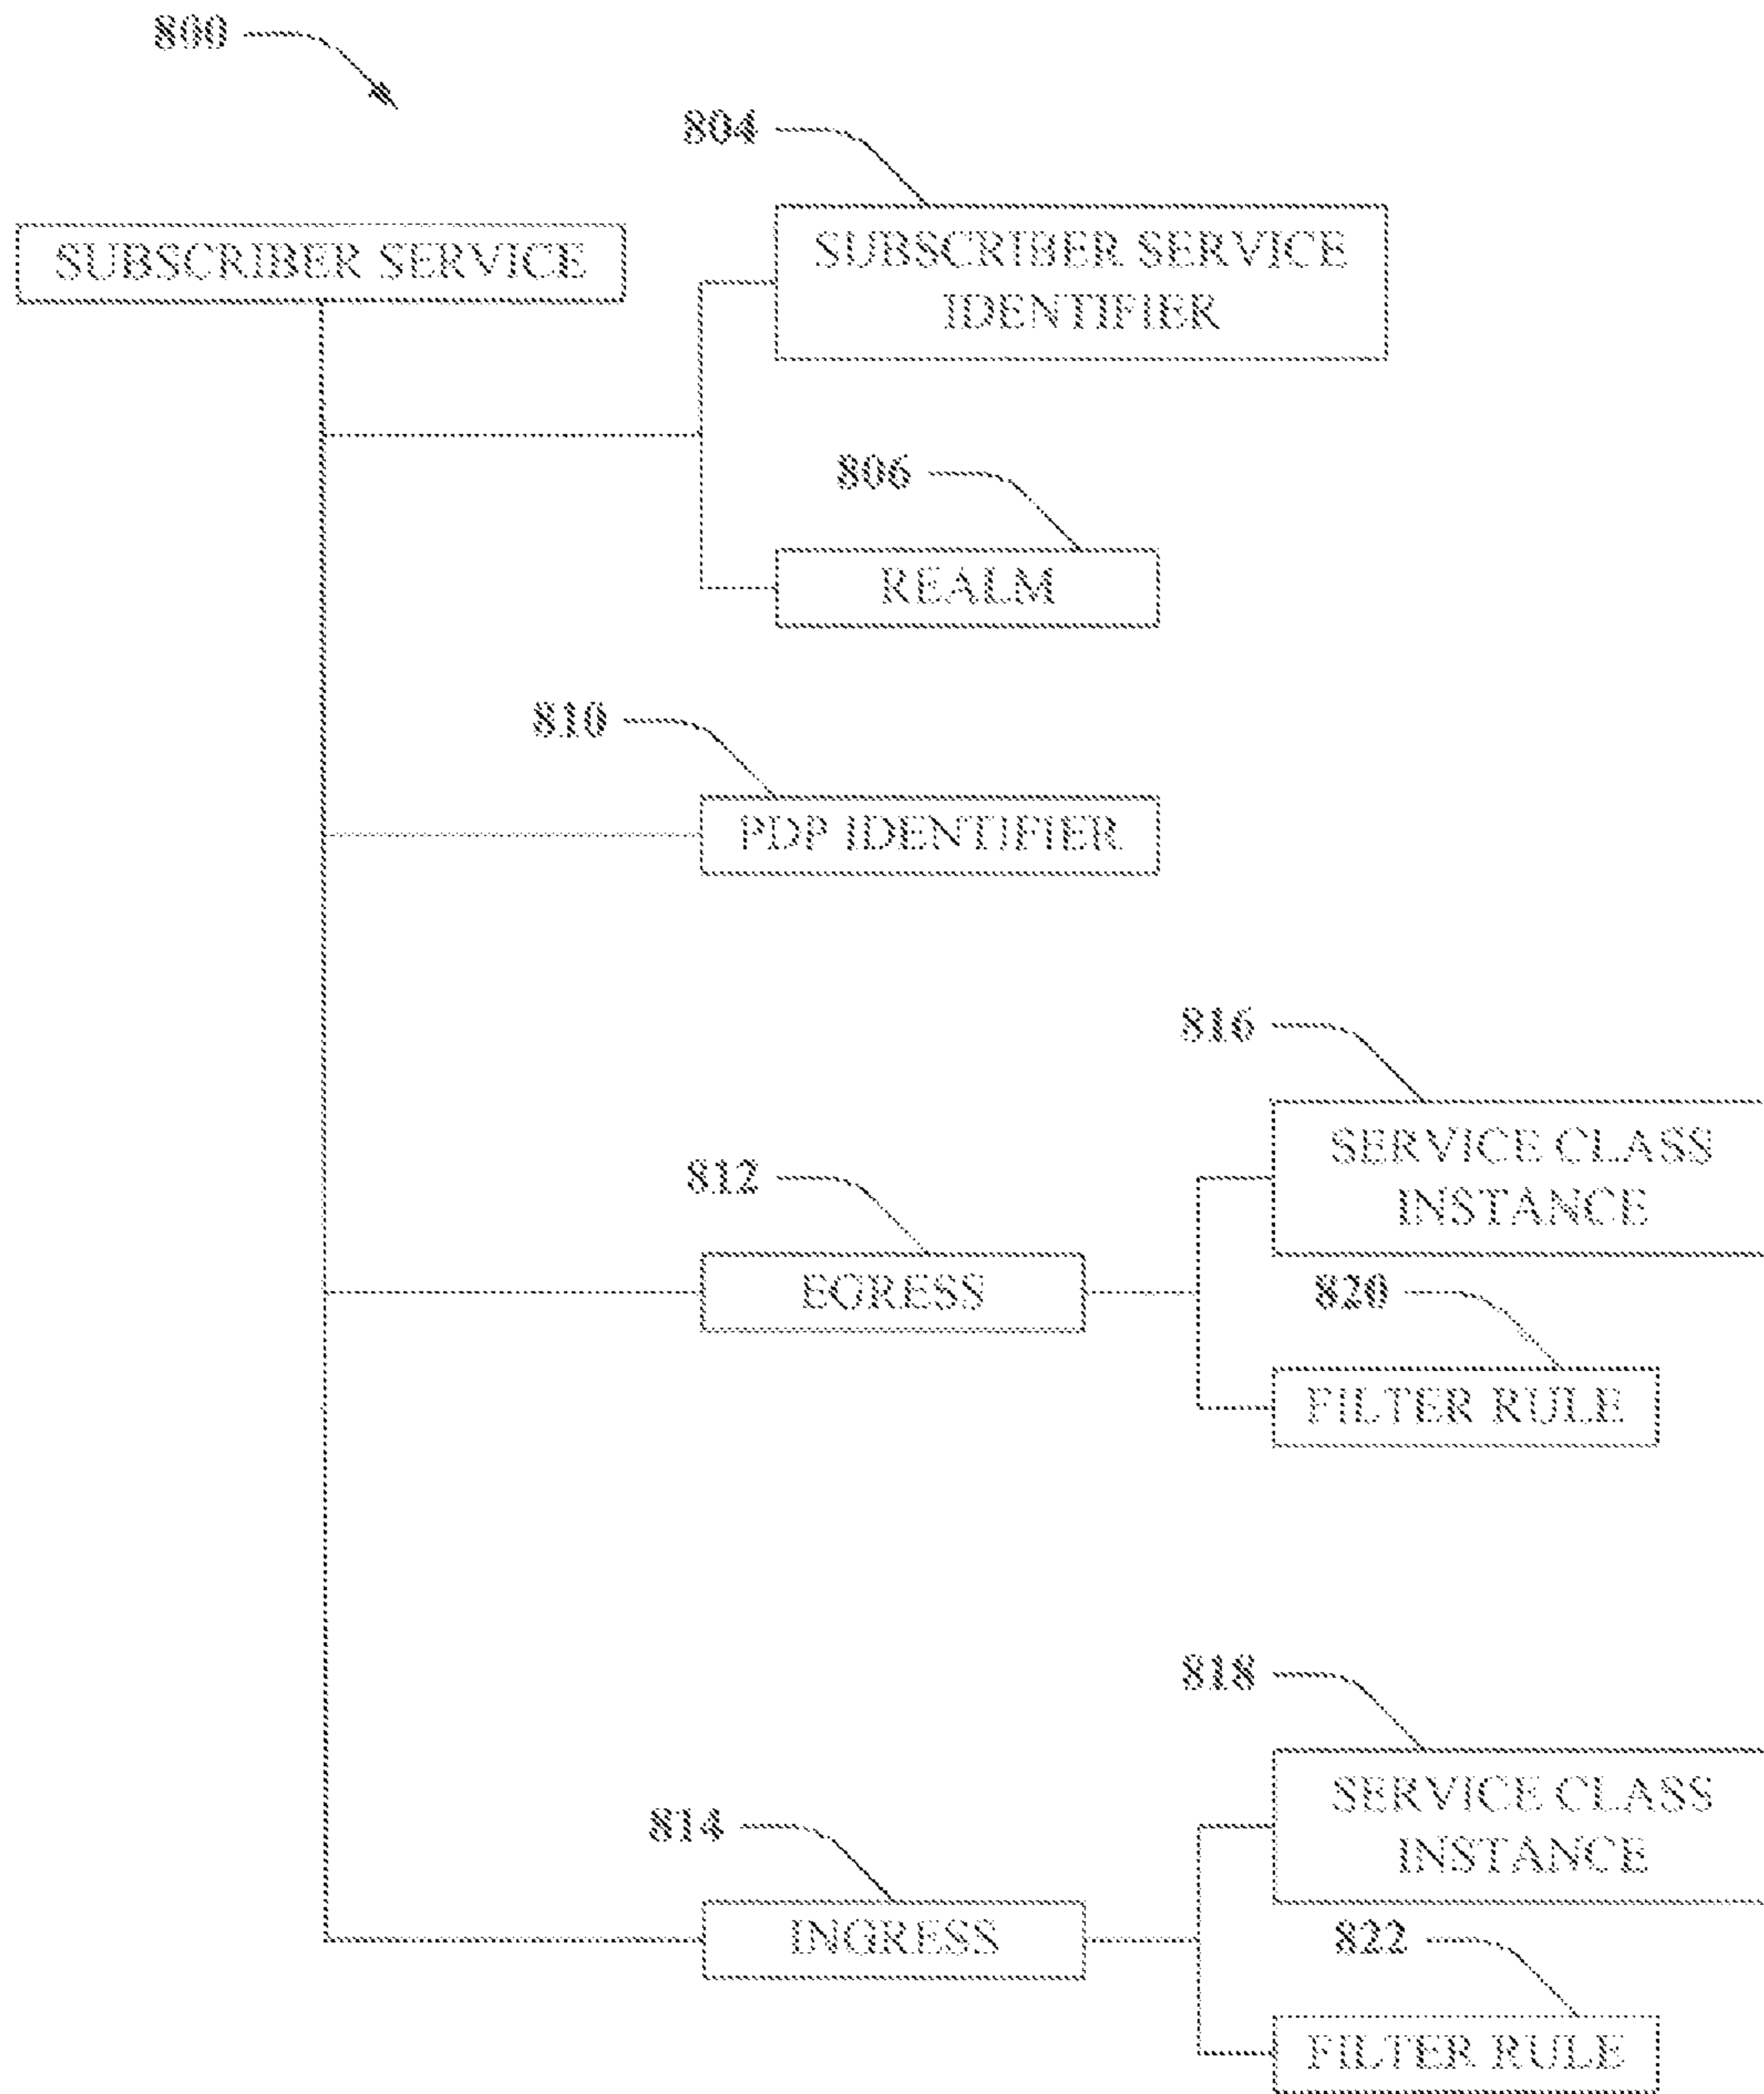 800
804
SUBSCRIBER SERVICE
SUBSCRIBER SERVICE
IDENTIFIER
806
REALM
810
PDP IDENTIFIER
816
SERVICE CLASS
INSTANCE
812
EGRESS
820
FILTER RULE
818
SERVICE CLASS
INSTANCE
814
INGRESS
822
FILTER RULE